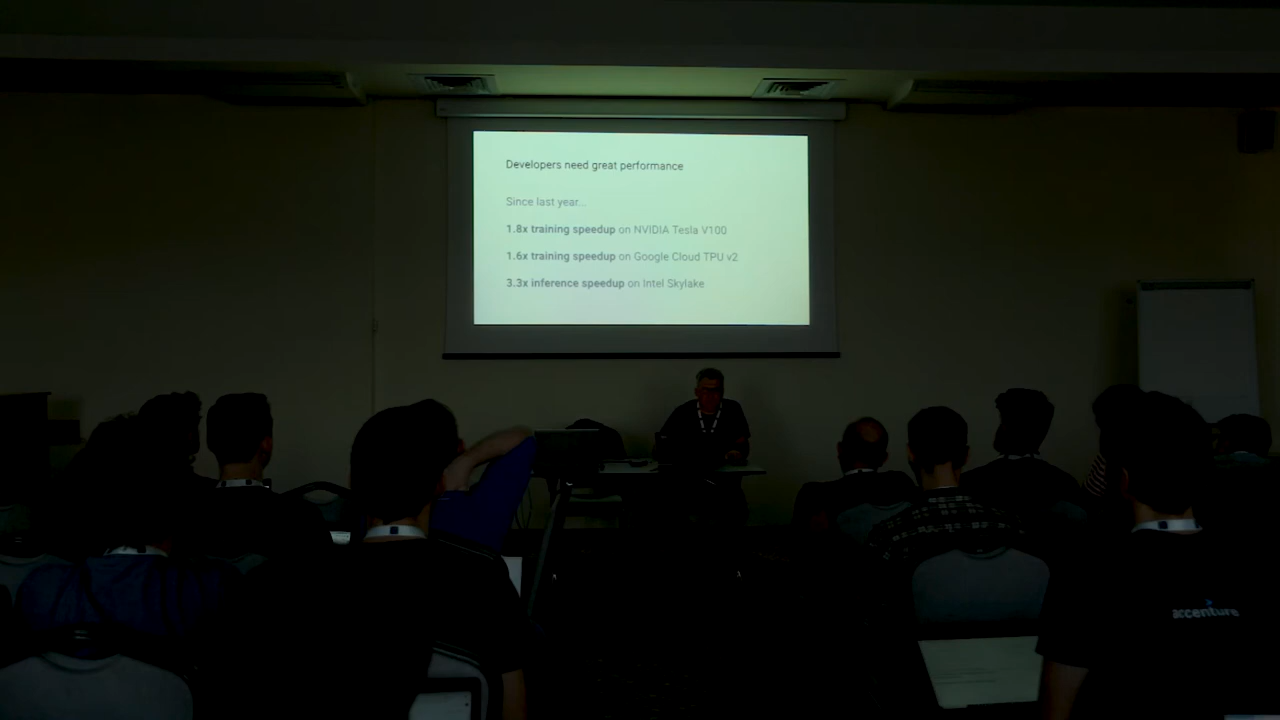 Developers need great performance
Since last year...
1.8x training speedup on NVIDIA Tesla V100
1.6x training speedup on Google Cloud TPU v2
3.3x inference speedup on Intel Skylake
accenture